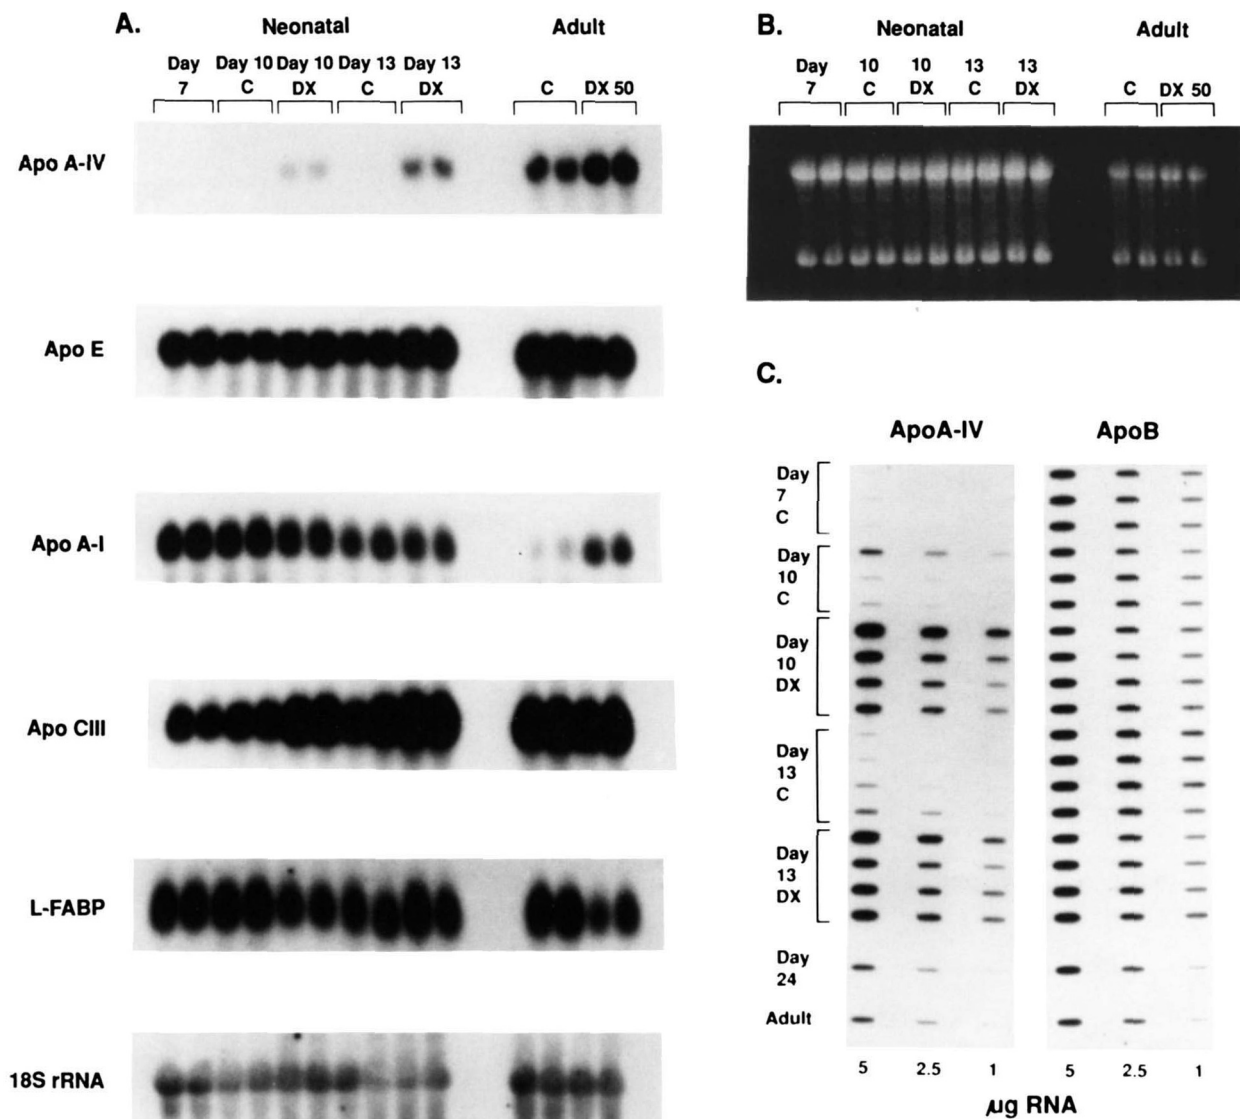 A.
Neonatal
Adult
Day 7
Day 10 C
Day 10 DX
Day 13 C
Day 13 DX
C
DX 50
Apo A-IV
Apo E
Apo A-I
Apo CIII
L-FABP
18S rRNA
B.
Neonatal
Adult
Day 7
10 C
10 DX
13 C
13 DX
C
DX 50
C.
ApoA-IV
ApoB
Day 7 C
Day 10 C
Day 10 DX
Day 13 C
Day 13 DX
Day 24
Adult
5 2.5 1
5 2.5 1
µg RNA